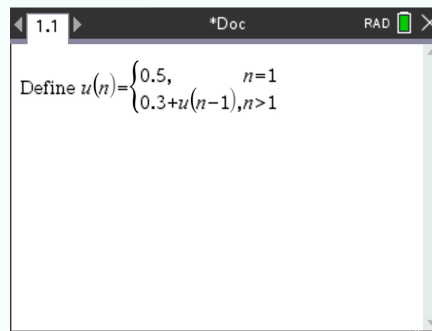 1.1 *Doc RAD
Define u(n)={0.5, n=1
0.3+u(n−1),n>1